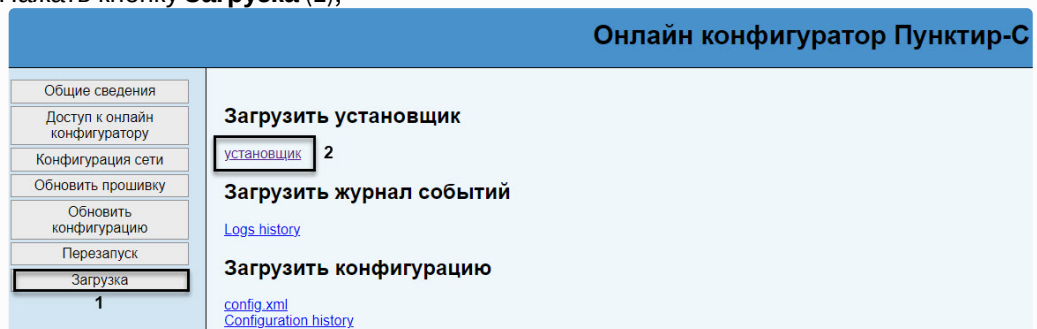 Нажать кнопку Загрузка (1);
Онлайн конфигуратор Пунктир-С
Общие сведения
Доступ к онлайн
конфигуратору
Конфигурация сети
Обновить прошивку
Обновить
конфигурацию
Перезапуск
Загрузка
1
Загрузить установщик
установщик 2
Загрузить журнал событий
Logs history
Загрузить конфигурацию
config.xml
Configuration history